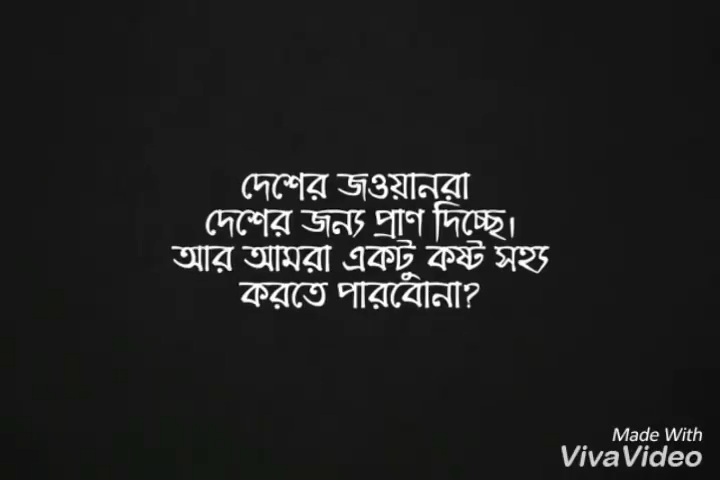 দেশের জওয়ানরা
দেশের জন্য প্রাণ দিচ্ছে।
আর আমরা একটু কষ্ট সহ্য
করতে পারবোনা?
Made With
VivaVideo